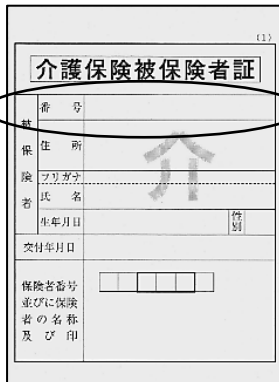 (1)
介護保険被保険者証
被保険者
番号
住所
フリガナ
氏名
生年月日
性別
交付年月日
介
保険者番号
並びに保険
者の名称
及び印